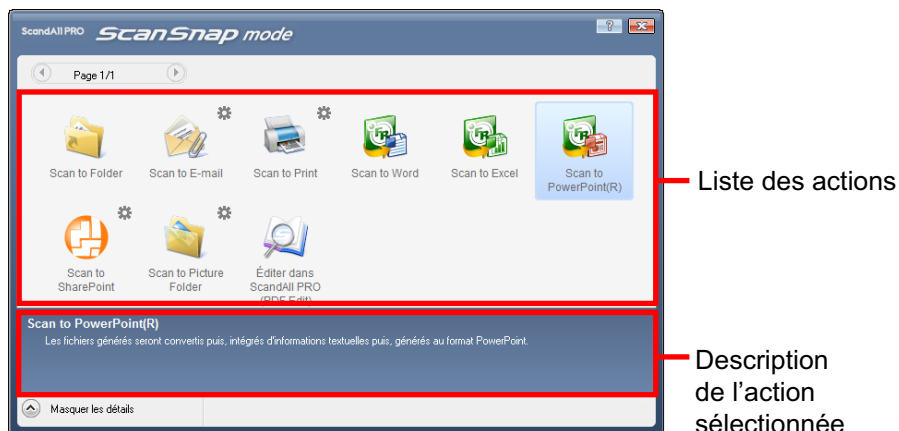 ScandAll PRO ScanSnap mode
Page 1/1
Scan to Folder
Scan to E-mail
Scan to Print
Scan to Word
Scan to Excel
Scan to
PowerPoint(R)
Scan to
SharePoint
Scan to Picture
Folder
Éditer dans
ScandAll PRO
(PDF Edit)
Liste des actions
Scan to PowerPoint(R)
Les fichiers générés seront convertis puis, intégrés d'informations textuelles puis, générés au format PowerPoint.
Description
de l’action
sélectionnée
Masquer les détails